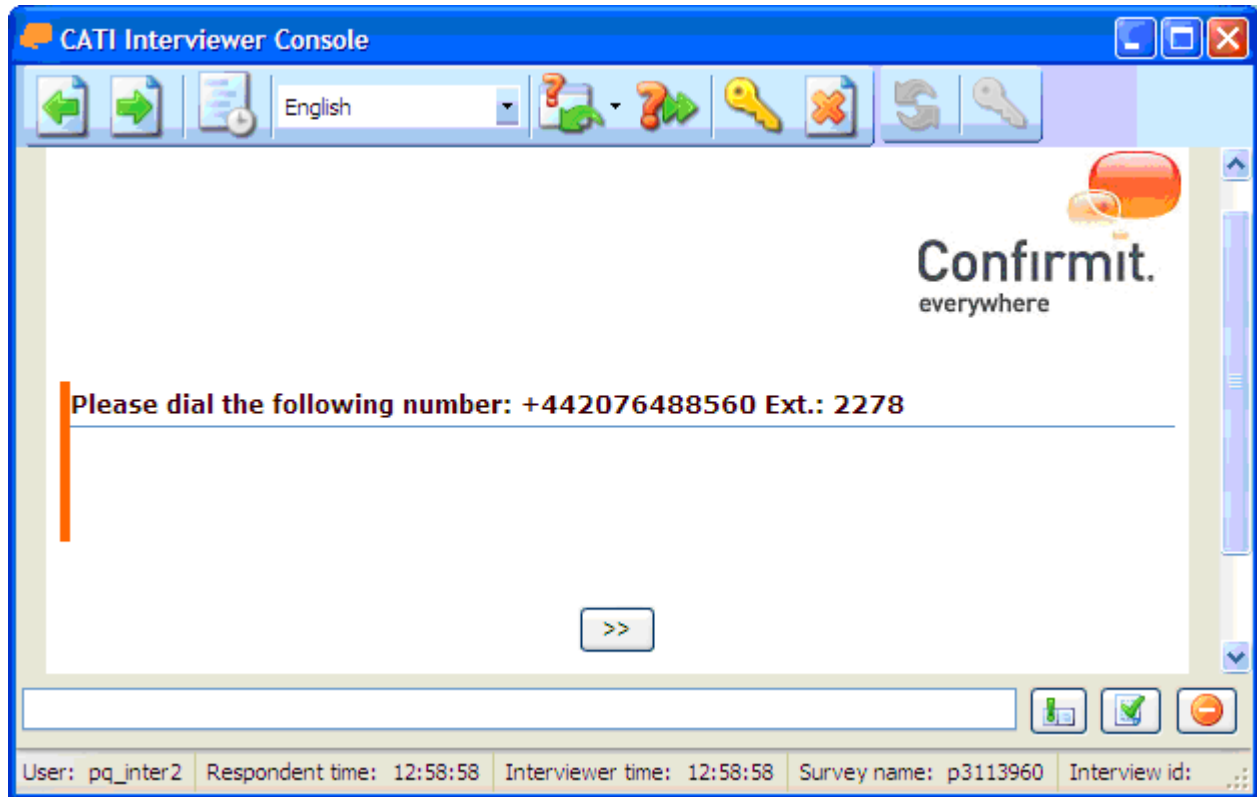 CATI Interviewer Console
English
Confirmit.
everywhere
Please dial the following number: +442076488560 Ext.: 2278
>>
User: pq_inter2 Respondent time: 12:58:58 Interviewer time: 12:58:58 Survey name: p3113960 Interview id: